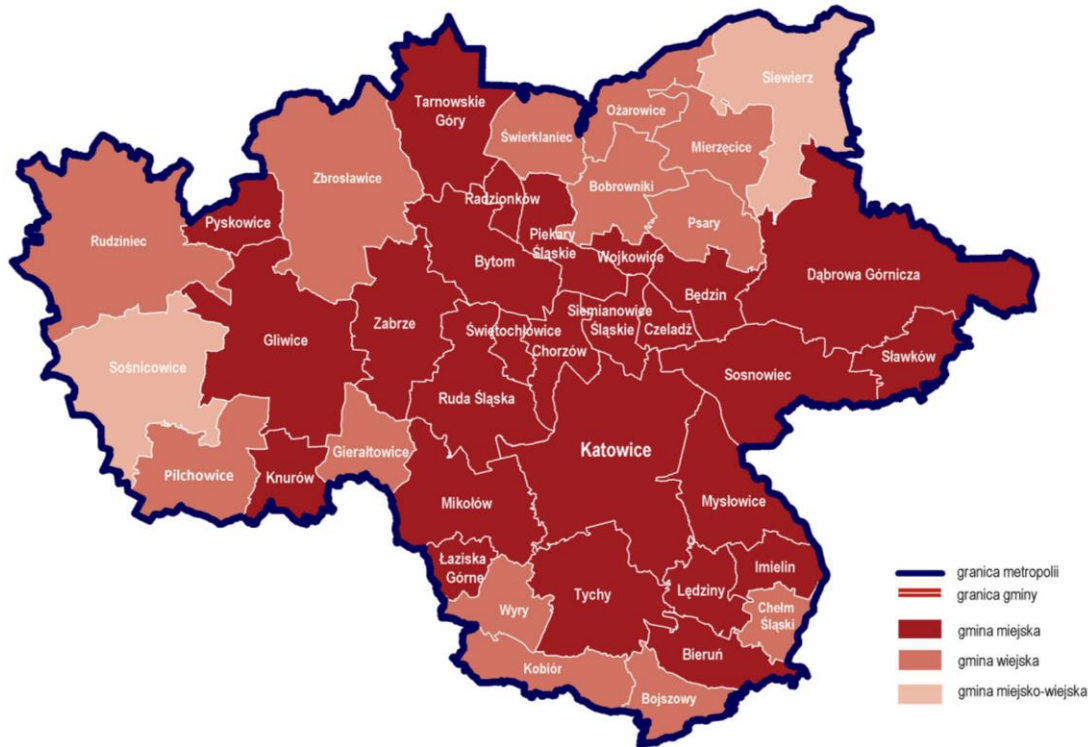 Siewierz
Tarnowskie
Góry
Ożarowice
Świerklaniec
Mierzęcice
Zbrosławice
Bobrowniki
Radzionków
Pyskowice
Psary
Rudziniec
Piekary
Śląskie
Wojkowice
Bytom
Dąbrowa Górnicza
Będzin
Siemianowice
Śląskie
Zabrze
Świętochłowice
Czeladź
Gliwice
Chorzów
Sławków
Sośnicowice
Sosnowiec
Ruda Śląska
Katowice
Gierałtowice
Pilchowice
Knurów
Mikołów
Mysłowice
Łaziska
Górne
Imielin
Tychy
Lędziny
Wyry
Chełm
Śląski
Bieruń
Kobiór
Bojszowy
granica metropolii
granica gminy
gmina miejska
gmina wiejska
gmina miejsko-wiejska